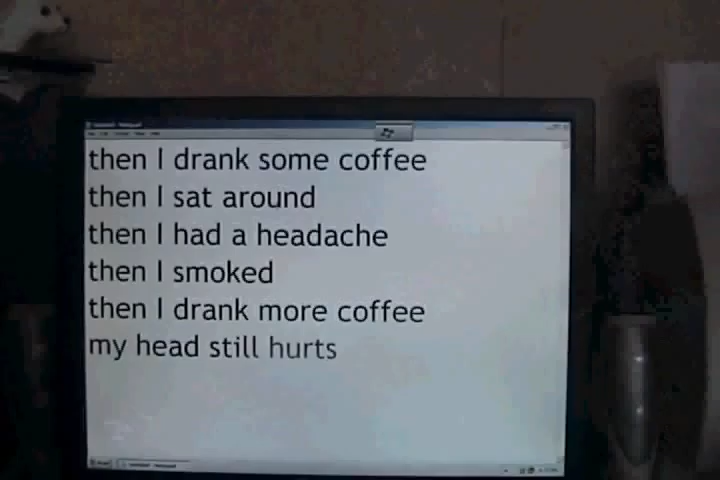 then I drank some coffee
then I sat around
then I had a headache
then I smoked
then I drank more coffee
my head still hurts